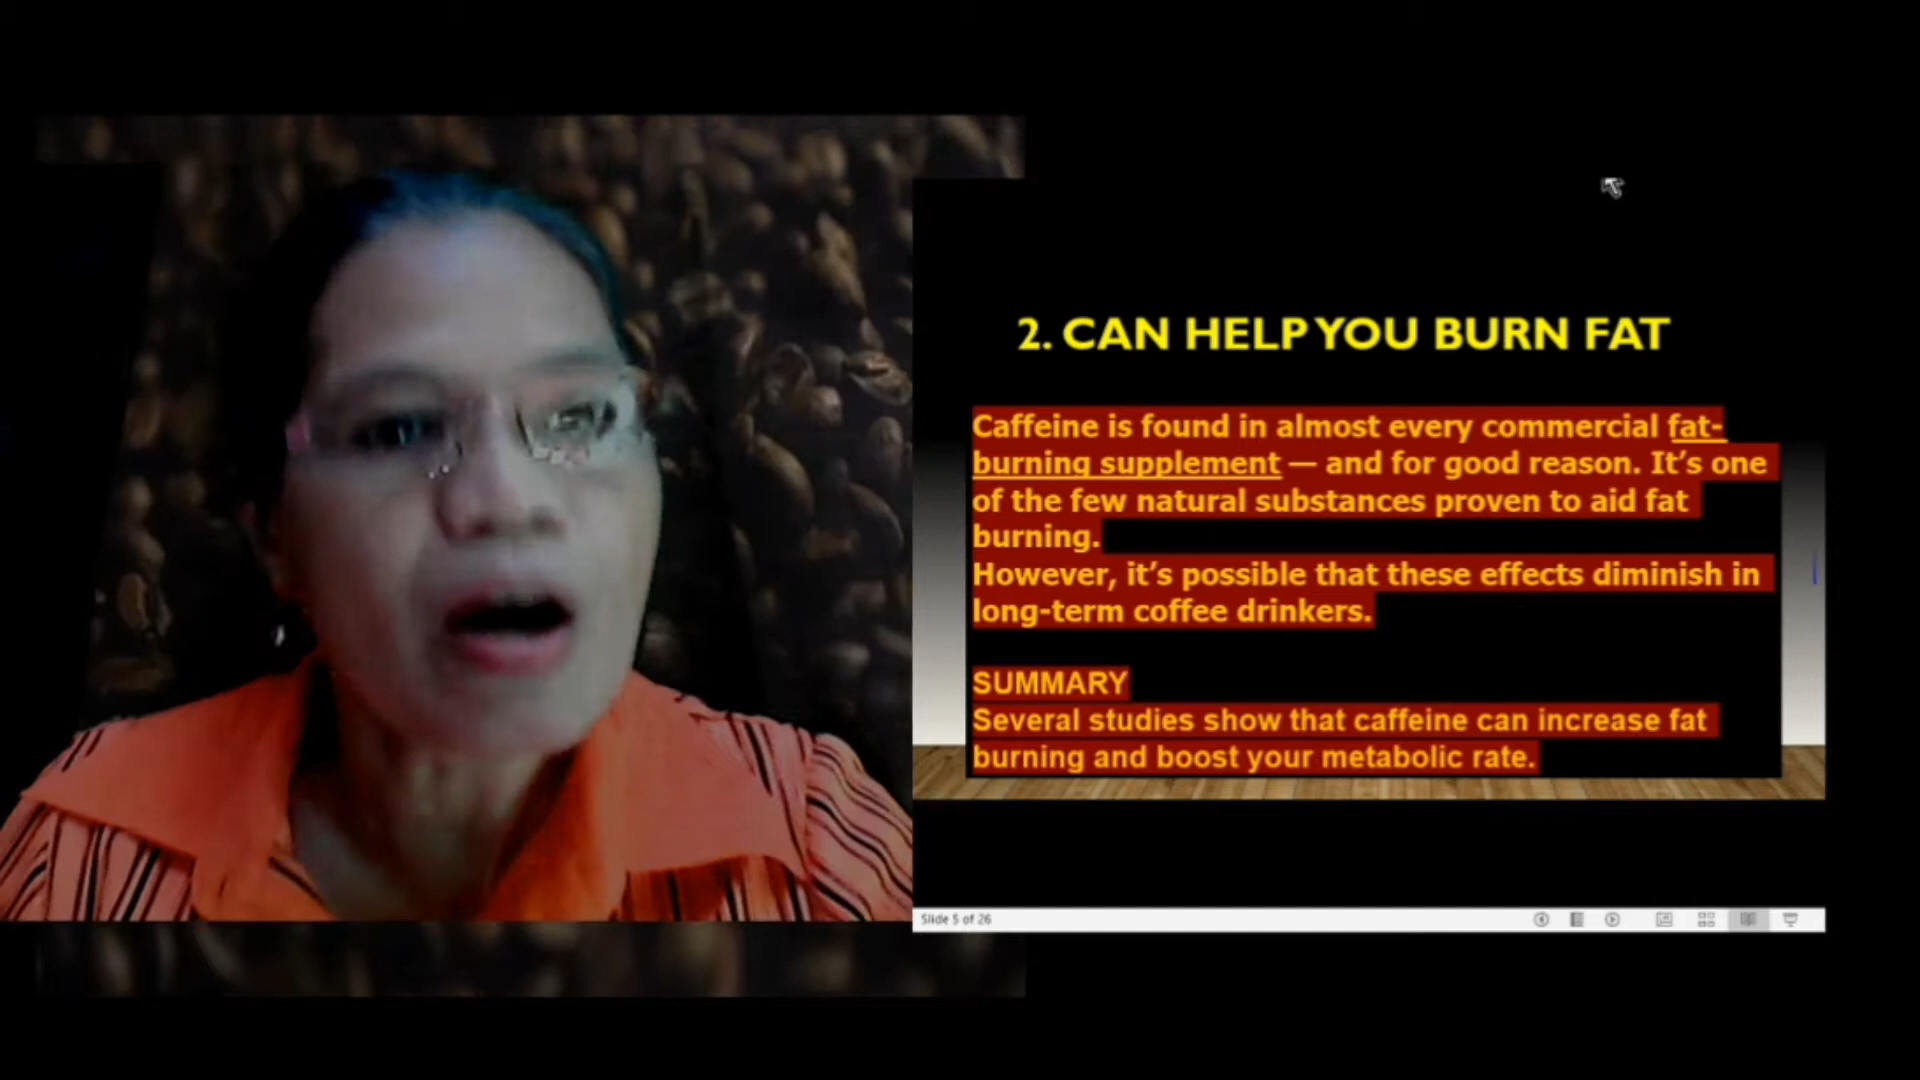 2. CAN HELP YOU BURN FAT
Caffeine is found in almost every commercial fat-
burning supplement — and for good reason. It’s one
of the few natural substances proven to aid fat
burning.
However, it’s possible that these effects diminish in
long-term coffee drinkers.
SUMMARY
Several studies show that caffeine can increase fat
burning and boost your metabolic rate.
Slide 5 of 26